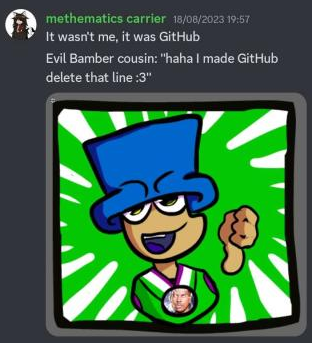 methematics carrier 18/08/2023 19:57
It wasn't me, it was GitHub
Evil Bamber cousin: "haha I made GitHub
delete that line :3"